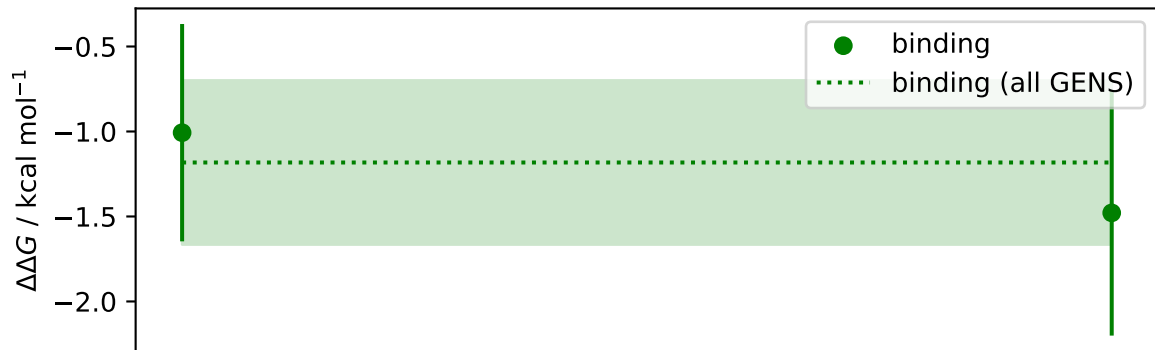 −0.5
−1.0
−1.5
−2.0
ΔΔG / kcal mol⁻¹
binding
binding (all GENS)